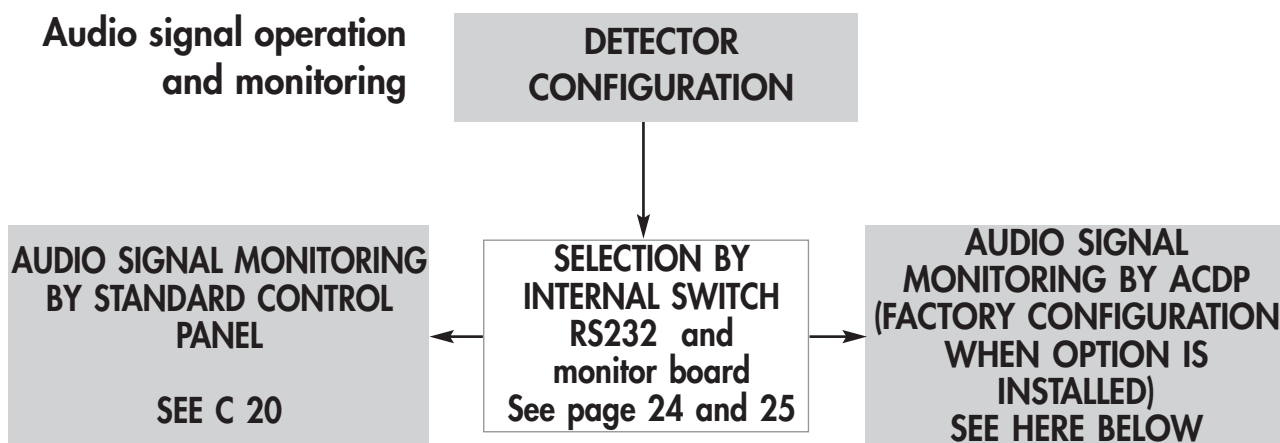 Audio signal operation
and monitoring
DETECTOR
CONFIGURATION
AUDIO SIGNAL MONITORING
BY STANDARD CONTROL
PANEL
SEE C 20
SELECTION BY
INTERNAL SWITCH
RS232 and
monitor board
See page 24 and 25
AUDIO SIGNAL
MONITORING BY ACDP
(FACTORY CONFIGURATION
WHEN OPTION IS
INSTALLED)
SEE HERE BELOW